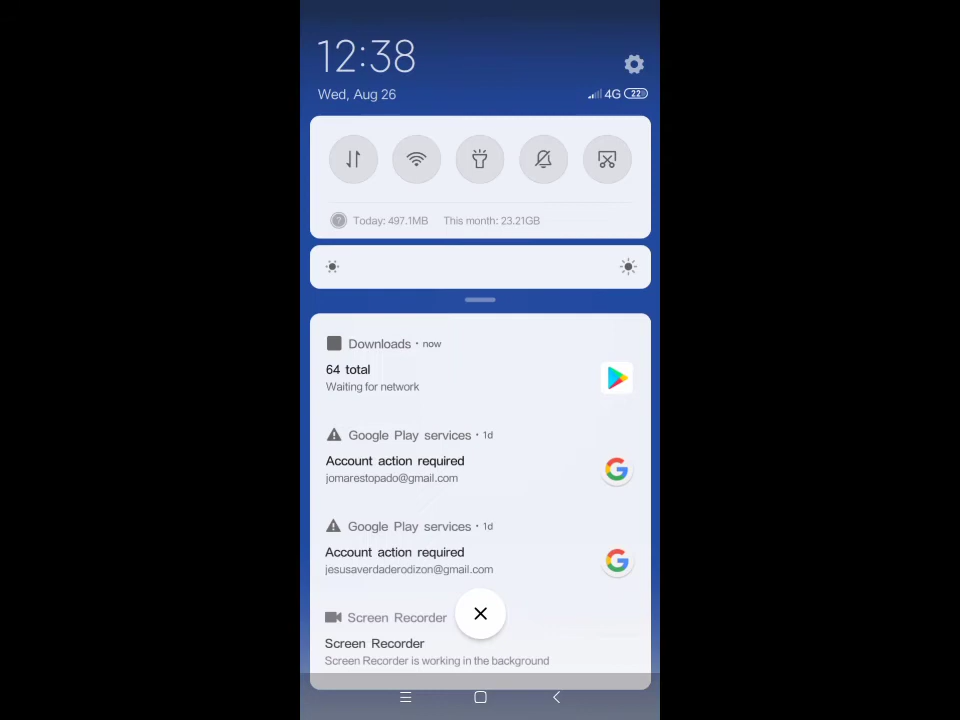 12:38
Wed, Aug 26
4G 22
Today: 497.1MB This month: 23.21GB
Downloads · now
64 total
Waiting for network
Google Play services · 1d
Account action required
jomarestopado@gmail.com
Google Play services · 1d
Account action required
jesusaverdaderodizon@gmail.com
Screen Recorder
Screen Recorder
Screen Recorder is working in the background